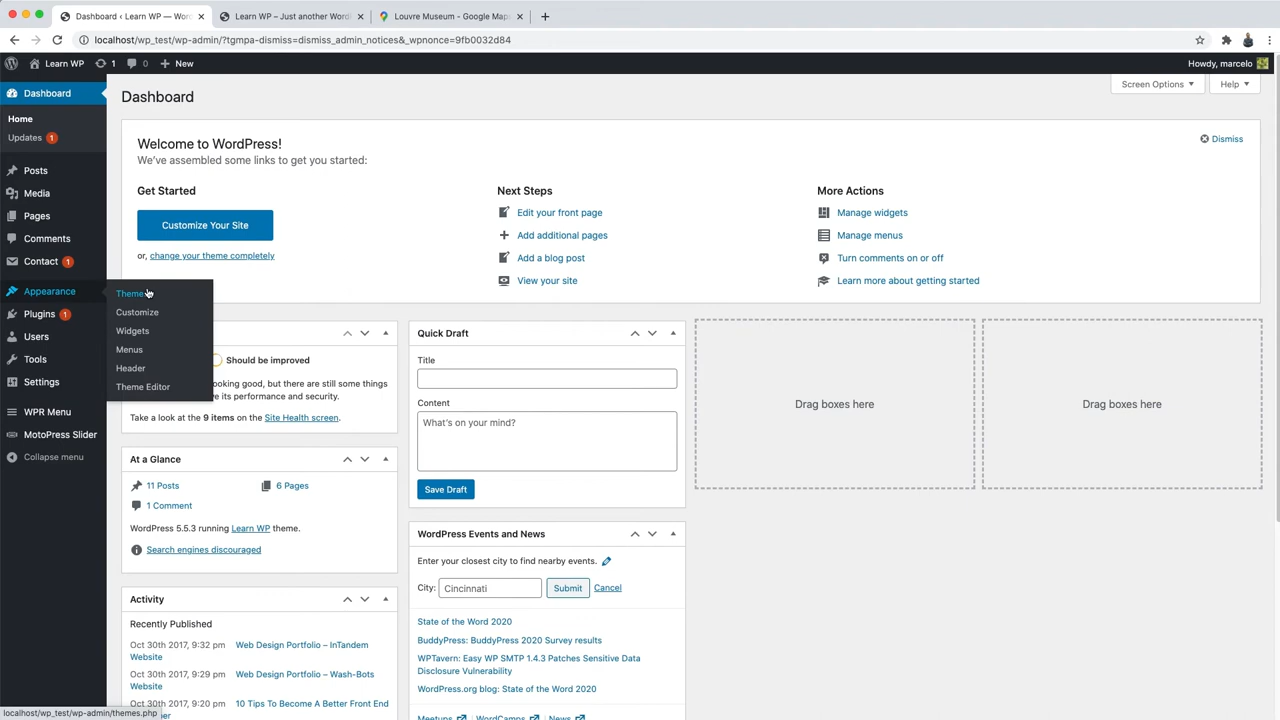 Dashboard ‹ Learn WP — Wor
Learn WP – Just another Word
Louvre Museum - Google Map
localhost/wp_test/wp-admin/?tgmpa-dismiss=dismiss_admin_notices&_wpnonce=9fb0032d84
Learn WP
1
0
New
Howdy, marcelo
Dashboard
Home
Updates 1
Posts
Media
Pages
Comments
Contact 1
Appearance
Plugins 1
Users
Tools
Settings
WPR Menu
MotoPress Slider
Collapse menu
Theme
Customize
Widgets
Menus
Header
Theme Editor
Dashboard
Screen Options
Help
Welcome to WordPress!
We've assembled some links to get you started:
Dismiss
Get Started
Customize Your Site
or, change your theme completely
Next Steps
Edit your front page
Add additional pages
Add a blog post
View your site
More Actions
Manage widgets
Manage menus
Turn comments on or off
Learn more about getting started
Should be improved
ooking good, but there are still some things
ve its performance and security.
Take a look at the 9 items on the Site Health screen.
At a Glance
11 Posts
6 Pages
1 Comment
WordPress 5.5.3 running Learn WP theme.
Search engines discouraged
Activity
Recently Published
Oct 30th 2017, 9:32 pm Web Design Portfolio – InTandem
Website
Oct 30th 2017, 9:29 pm Web Design Portfolio – Wash-Bots
Website
Oct 30th 2017, 9:20 pm 10 Tips To Become A Better Front End
Quick Draft
Title
Content
What's on your mind?
Save Draft
WordPress Events and News
Enter your closest city to find nearby events.
City: Cincinnati Submit Cancel
State of the Word 2020
BuddyPress: BuddyPress 2020 Survey results
WPTavern: Easy WP SMTP 1.4.3 Patches Sensitive Data
Disclosure Vulnerability
WordPress.org blog: State of the Word 2020
Meetups WordCamps News
Drag boxes here
Drag boxes here
localhost/wp_test/wp-admin/themes.php